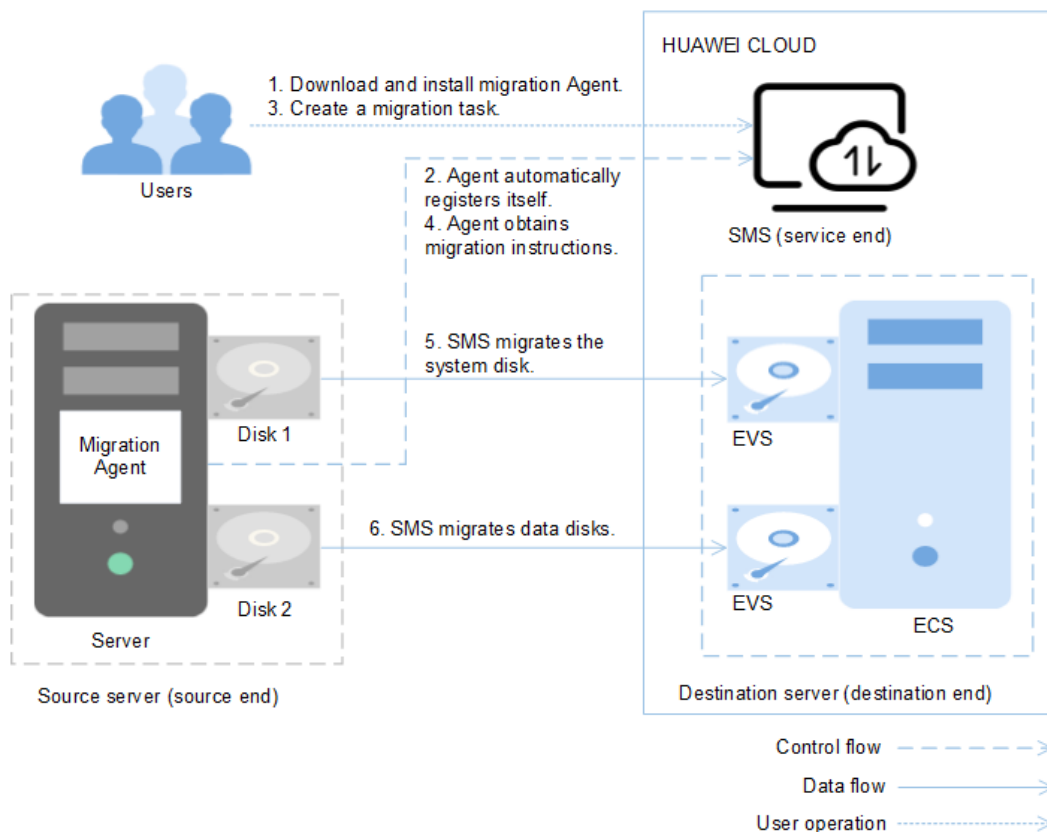 HUAWEI CLOUD
1. Download and install migration Agent.
3. Create a migration task.
Users
2. Agent automatically
registers itself.
4. Agent obtains
migration instructions.
SMS (service end)
5. SMS migrates the
system disk.
Disk 1
EVS
Migration
Agent
6. SMS migrates data disks.
Disk 2
EVS
Server
ECS
Source server (source end)
Destination server (destination end)
Control flow
Data flow
User operation